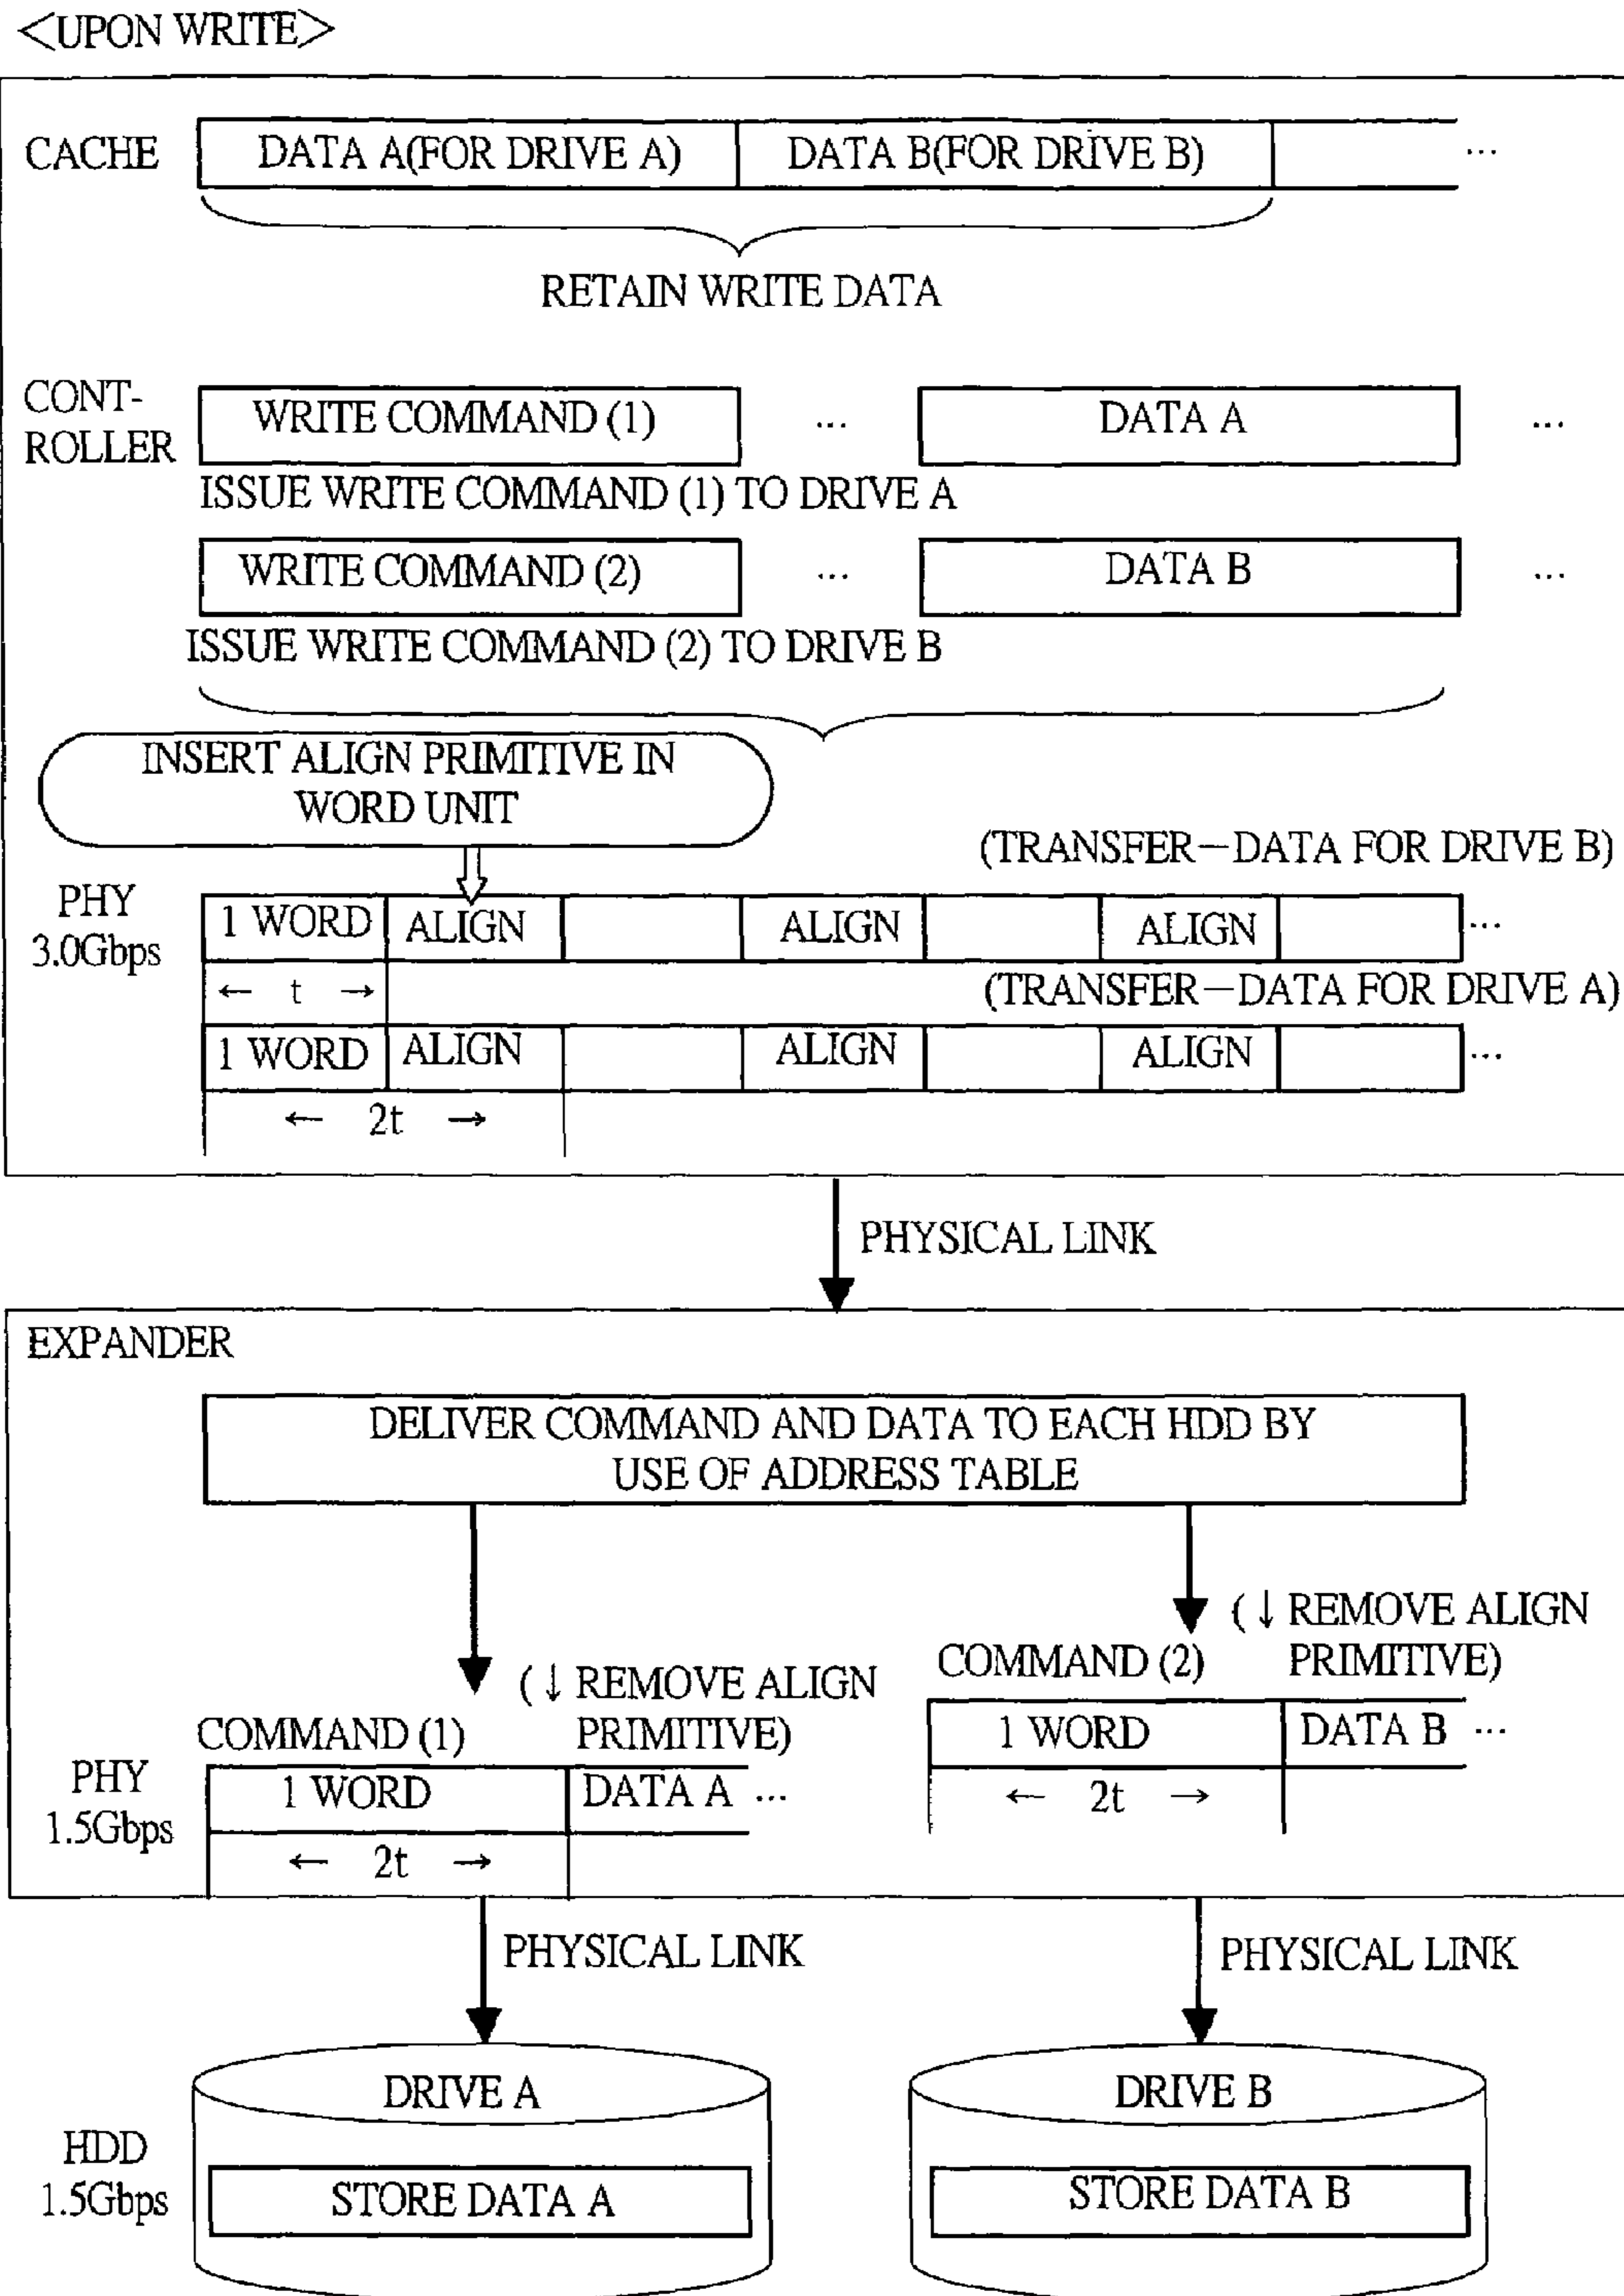 <UPON WRITE>
CACHE DATA A(FOR DRIVE A) DATA B(FOR DRIVE B) ...
RETAIN WRITE DATA
CONT-
ROLLER
WRITE COMMAND (1) ... DATA A ...
ISSUE WRITE COMMAND (1) TO DRIVE A
WRITE COMMAND (2) ... DATA B ...
ISSUE WRITE COMMAND (2) TO DRIVE B
INSERT ALIGN PRIMITIVE IN
WORD UNIT
(TRANSFER—DATA FOR DRIVE B)
PHY
3.0Gbps
1 WORD ALIGN ALIGN ALIGN ...
← t →
(TRANSFER—DATA FOR DRIVE A)
1 WORD ALIGN ALIGN ALIGN ...
← 2t →
PHYSICAL LINK
EXPANDER
DELIVER COMMAND AND DATA TO EACH HDD BY
USE OF ADDRESS TABLE
(↓ REMOVE ALIGN
PRIMITIVE)
COMMAND (2)
1 WORD DATA B ...
← 2t →
(↓ REMOVE ALIGN
PRIMITIVE)
COMMAND (1)
PHY
1.5Gbps
1 WORD DATA A ...
← 2t →
PHYSICAL LINK PHYSICAL LINK
DRIVE A DRIVE B
HDD
1.5Gbps
STORE DATA A STORE DATA B